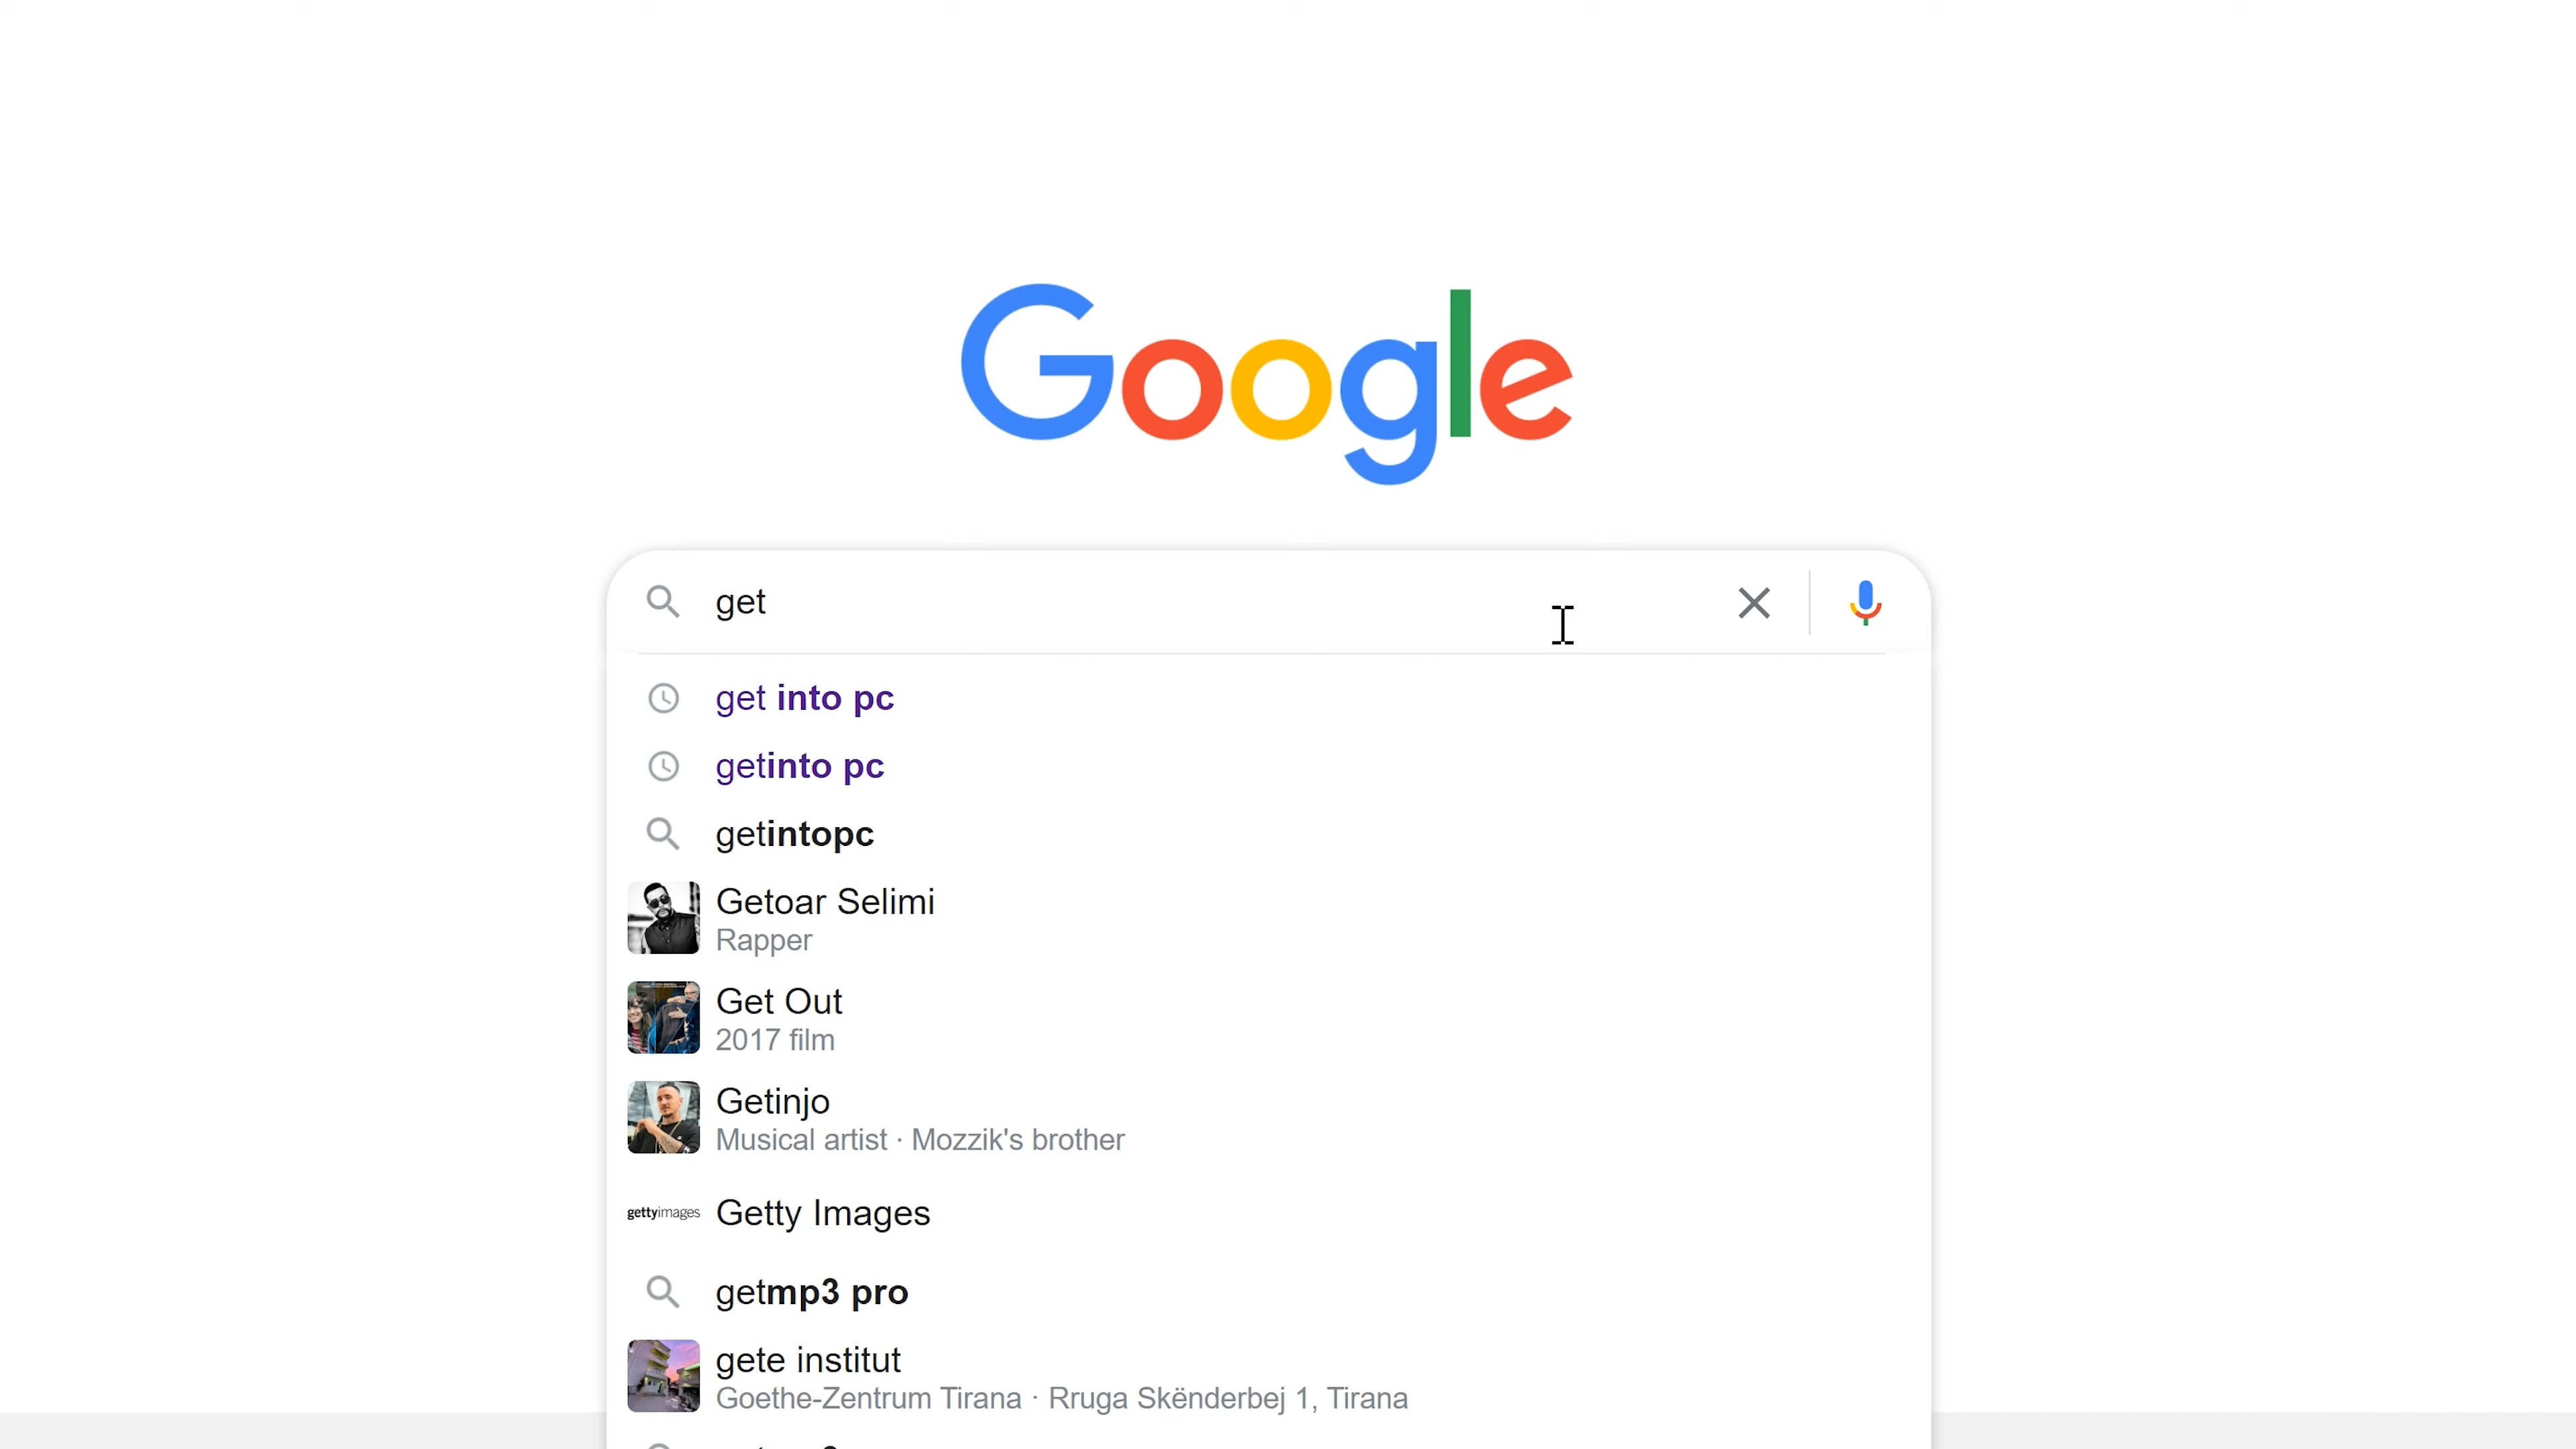 Google
get
get into pc
getinto pc
getintopc
Getoar Selimi
Rapper
Get Out
2017 film
Getinjo
Musical artist · Mozzik's brother
gettyimages Getty Images
getmp3 pro
gete institut
Goethe-Zentrum Tirana · Rruga Skënderbej 1, Tirana